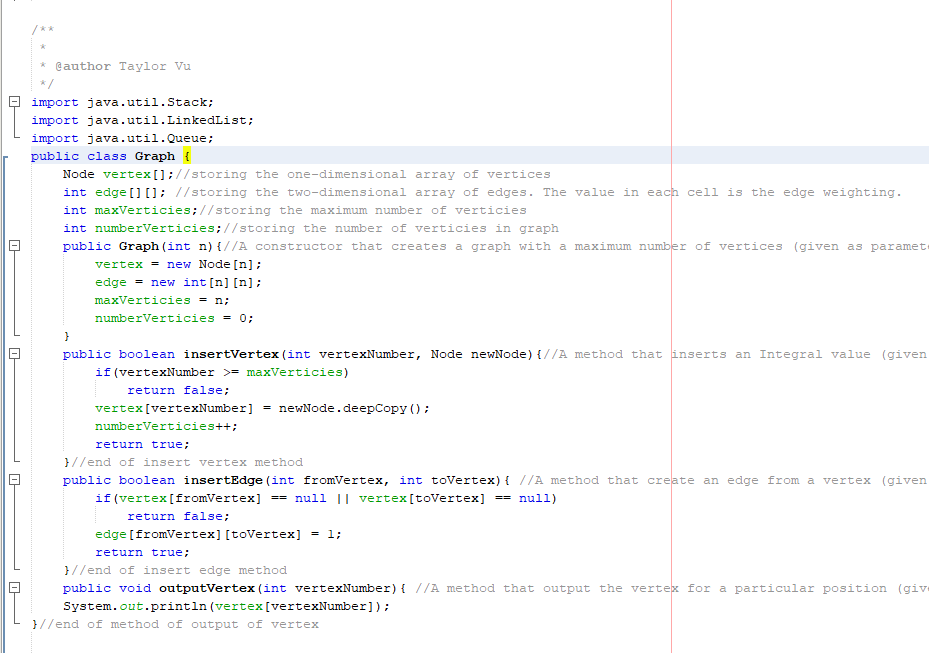 /**
*
* @author Taylor Vu
*/
import java.util.Stack;
import java.util.LinkedList;
import java.util.Queue;
public class Graph {
Node vertex[];//storing the one-dimensional array of vertices
int edge[][]; //storing the two-dimensional array of edges. The value in each cell is the edge weighting.
int maxVerticies;//storing the maximum number of verticies
int numberVerticies;//storing the number of verticies in graph
public Graph(int n){//A constructor that creates a graph with a maximum number of vertices (given as paramete
vertex = new Node[n];
edge = new int[n][n];
maxVerticies = n;
numberVerticies = 0;
}
public boolean insertVertex(int vertexNumber, Node newNode){//A method that inserts an Integral value (given
if(vertexNumber >= maxVerticies)
return false;
vertex[vertexNumber] = newNode.deepCopy();
numberVerticies++;
return true;
}//end of insert vertex method
public boolean insertEdge(int fromVertex, int toVertex){ //A method that create an edge from a vertex (given
if(vertex[fromVertex] == null || vertex[toVertex] == null)
return false;
edge[fromVertex][toVertex] = 1;
return true;
}//end of insert edge method
public void outputVertex(int vertexNumber){ //A method that output the vertex for a particular position (give
System.out.println(vertex[vertexNumber]);
}//end of method of output of vertex